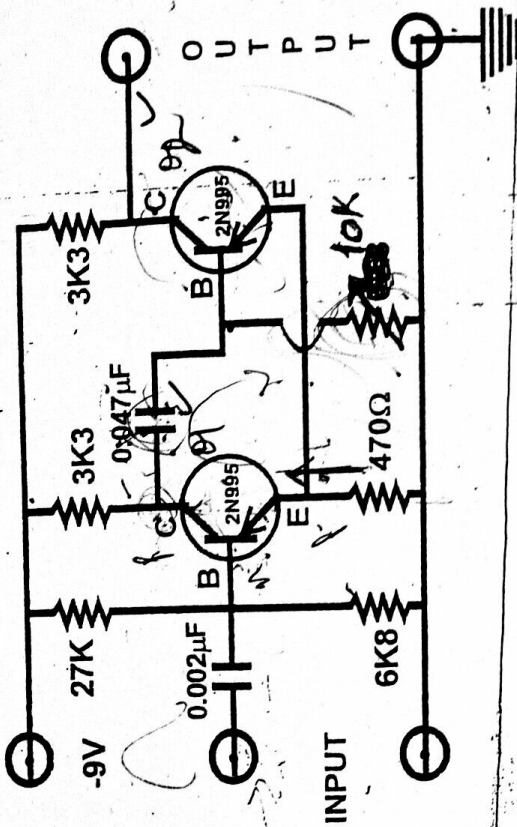 -9V
27K
3K3
3K3
0.047µF
0.002µF
B
C
E
2N995
B
C
E
2N995
INPUT
6K8
470Ω
10K
OUTPUT